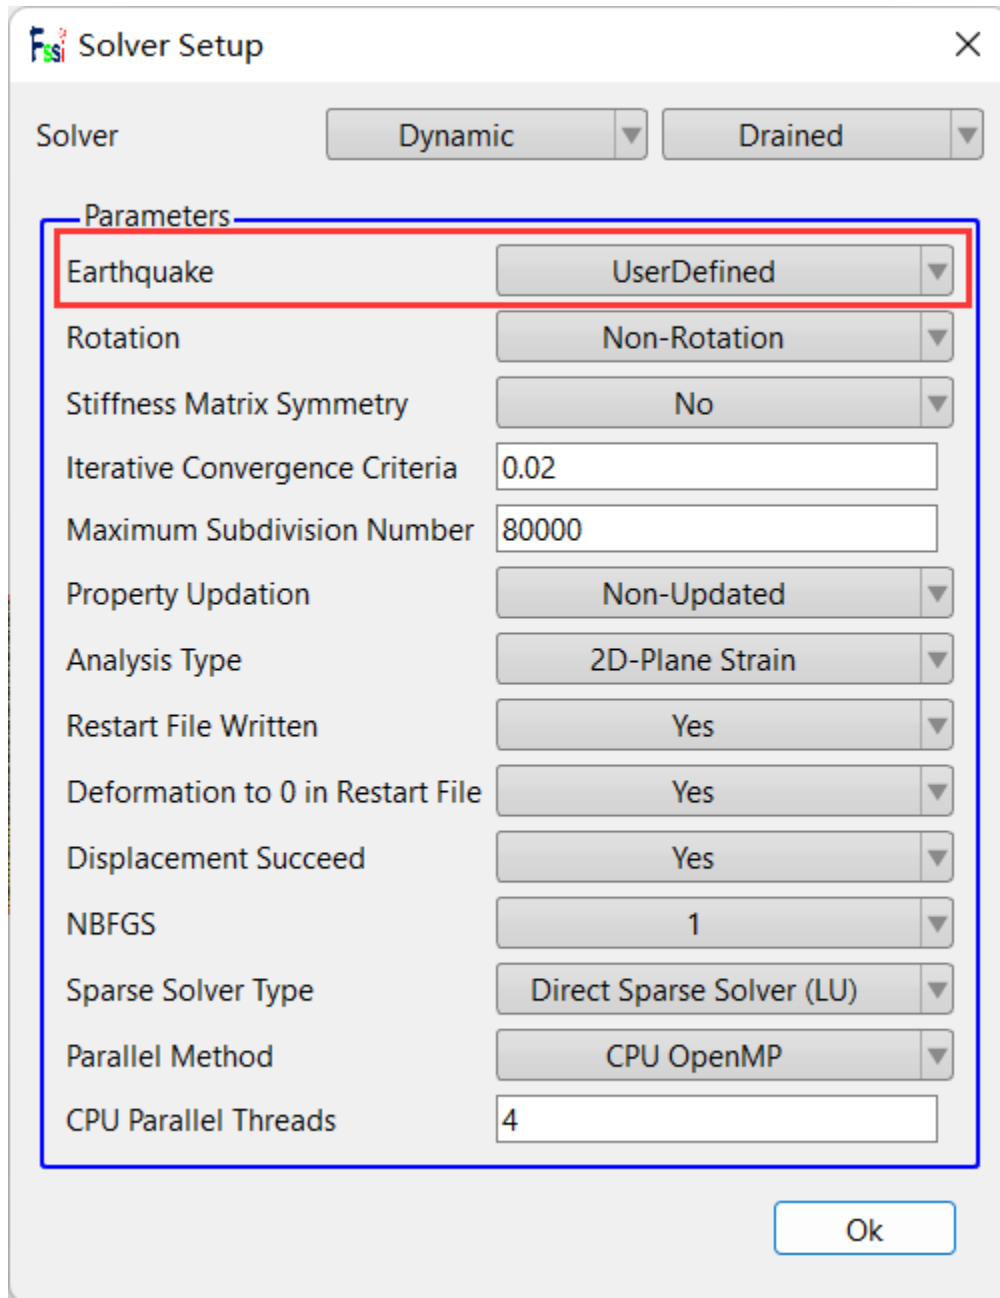 Fssi Solver Setup
Solver Dynamic Drained
Parameters
Earthquake UserDefined
Rotation Non-Rotation
Stiffness Matrix Symmetry No
Iterative Convergence Criteria 0.02
Maximum Subdivision Number 80000
Property Updation Non-Updated
Analysis Type 2D-Plane Strain
Restart File Written Yes
Deformation to 0 in Restart File Yes
Displacement Succeed Yes
NBFGS 1
Sparse Solver Type Direct Sparse Solver (LU)
Parallel Method CPU OpenMP
CPU Parallel Threads 4
Ok